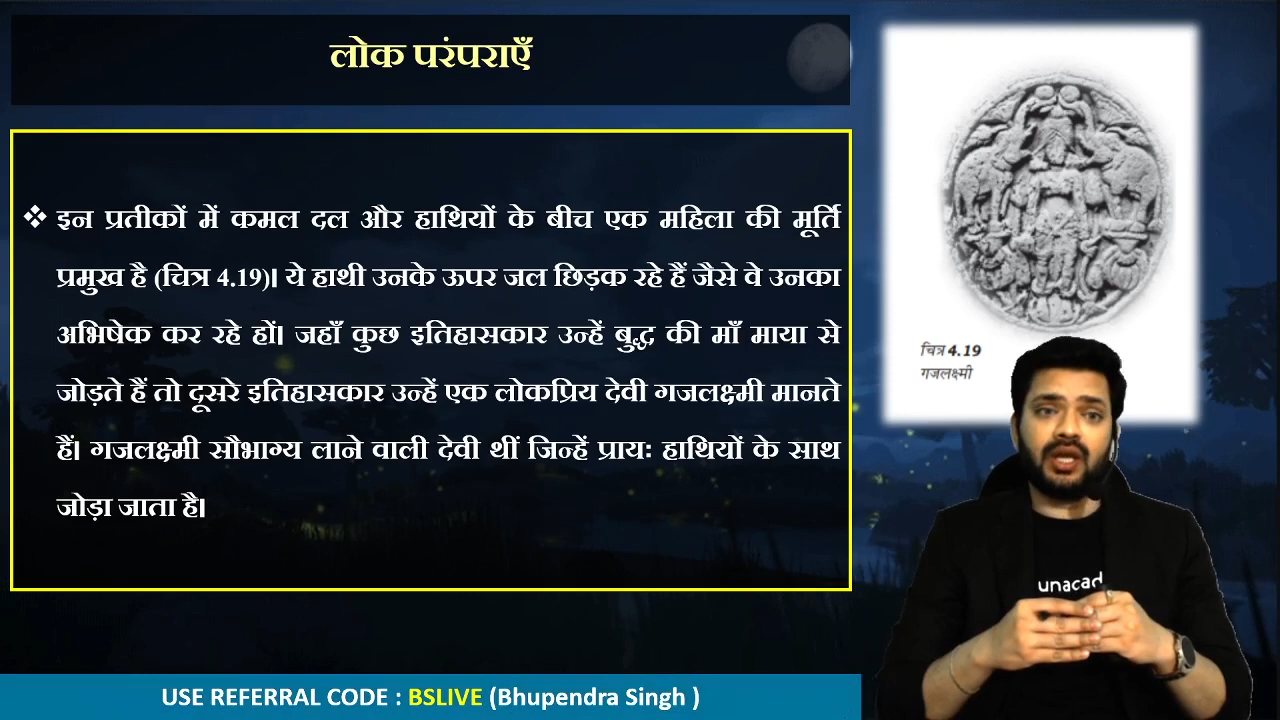 लोक परंपराएँ
❖ इन प्रतीकों में कमल दल और हाथियों के बीच एक महिला की मूर्ति
प्रमुख है (चित्र 4.19)। ये हाथी उनके ऊपर जल छिड़क रहे हैं जैसे वे उनका
अभिषेक कर रहे हों। जहाँ कुछ इतिहासकार उन्हें बुद्ध की माँ माया से
जोड़ते हैं तो दूसरे इतिहासकार उन्हें एक लोकप्रिय देवी गजलक्ष्मी मानते
हैं। गजलक्ष्मी सौभाग्य लाने वाली देवी थीं जिन्हें प्रायः हाथियों के साथ
जोड़ा जाता है।
चित्र 4.19
गजलक्ष्मी
unacad
USE REFERRAL CODE : BSLIVE (Bhupendra Singh )